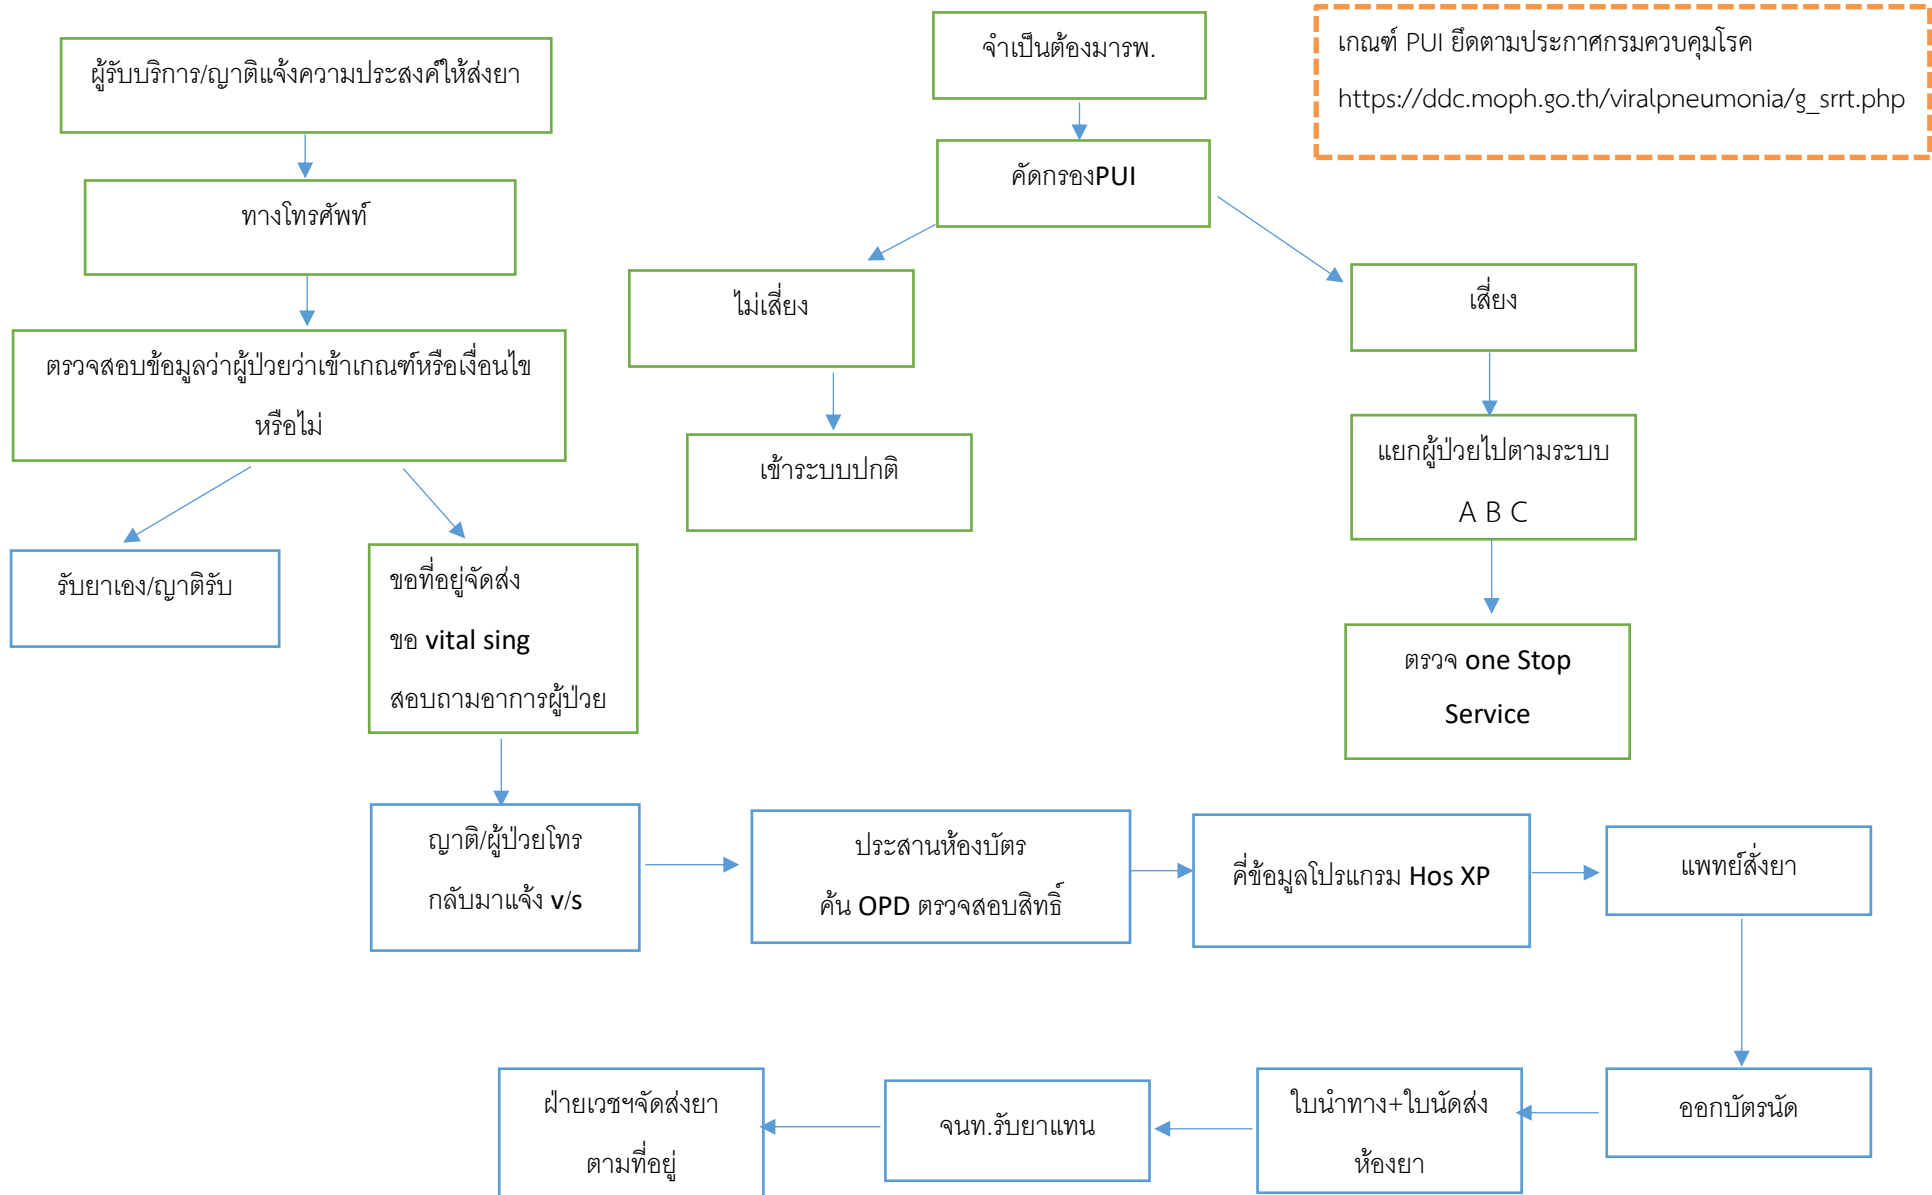 ผู้รับบริการ/ญาติแจ้งความประสงค์ให้ส่งยา
ทางโทรศัพท์
ตรวจสอบข้อมูลว่าผู้ป่วยว่าเข้าเกณฑ์หรือเงื่อนไข
หรือไม่
รับยาเอง/ญาติรับ
ขอที่อยู่จัดส่ง
ขอ vital sing
สอบถามอาการผู้ป่วย
จำเป็นต้องมารพ.
คัดกรองPUI
ไม่เสี่ยง
เข้าระบบปกติ
เสี่ยง
แยกผู้ป่วยไปตามระบบ
A B C
ตรวจ one Stop
Service
เกณฑ์ PUI ยึดตามประกาศกรมควบคุมโรค
https://ddc.moph.go.th/viralpneumonia/g_srrt.php
ญาติ/ผู้ป่วยโทร
กลับมาแจ้ง v/s
ประสานห้องบัตร
ค้น OPD ตรวจสอบสิทธิ์
คี่ข้อมูลโปรแกรม Hos XP
แพทย์สั่งยา
ออกบัตรนัด
ใบนำทาง+ใบนัดส่ง
ห้องยา
จนท.รับยาแทน
ฝ่ายเวชฯจัดส่งยา
ตามที่อยู่